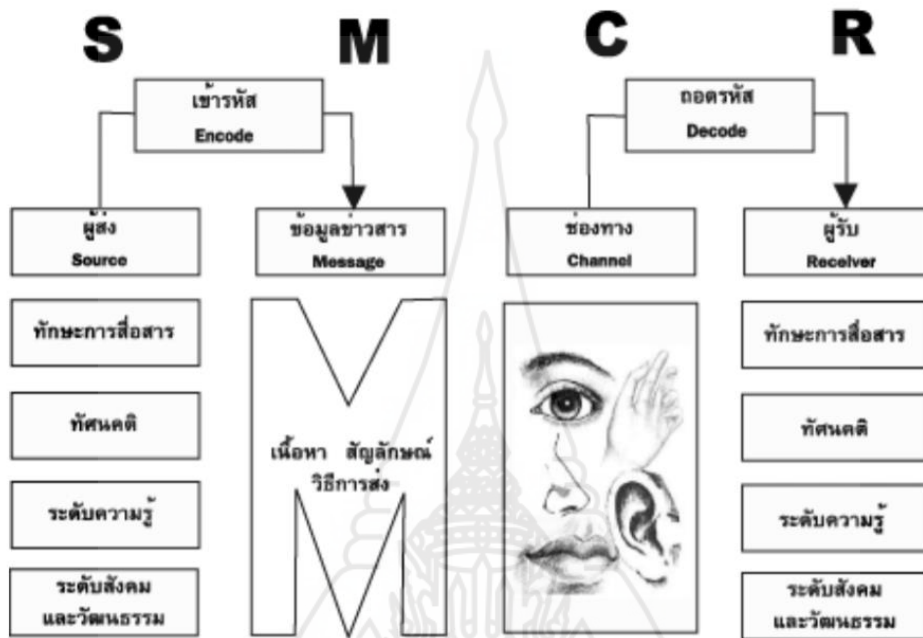 S M C R
เข้ารหัส
Encode
ถอดรหัส
Decode
ผู้ส่ง
Source
ข้อมูลข่าวสาร
Message
ช่องทาง
Channel
ผู้รับ
Receiver
ทักษะการสื่อสาร
ทัศนคติ
ระดับความรู้
ระดับสังคม
และวัฒนธรรม
เนื้อหา สัญลักษณ์
วิธีการส่ง
ทักษะการสื่อสาร
ทัศนคติ
ระดับความรู้
ระดับสังคม
และวัฒนธรรม